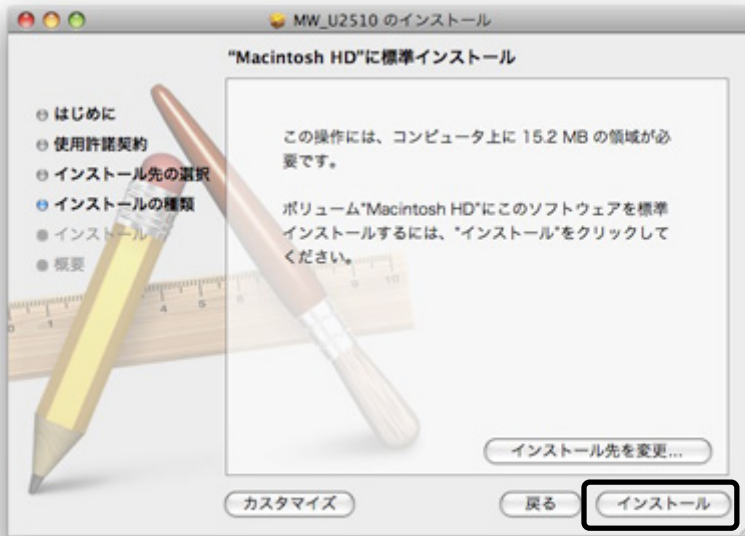 MW_U2510 のインストール
"Macintosh HD"に標準インストール
はじめに
使用許諾契約
インストール先の選択
インストールの種類
インストール
概要
この操作には、コンピュータ上に 15.2 MB の領域が必
要です。
ボリューム"Macintosh HD"にこのソフトウェアを標準
インストールするには、"インストール"をクリックして
ください。
インストール先を変更...
カスタマイズ
戻る
インストール